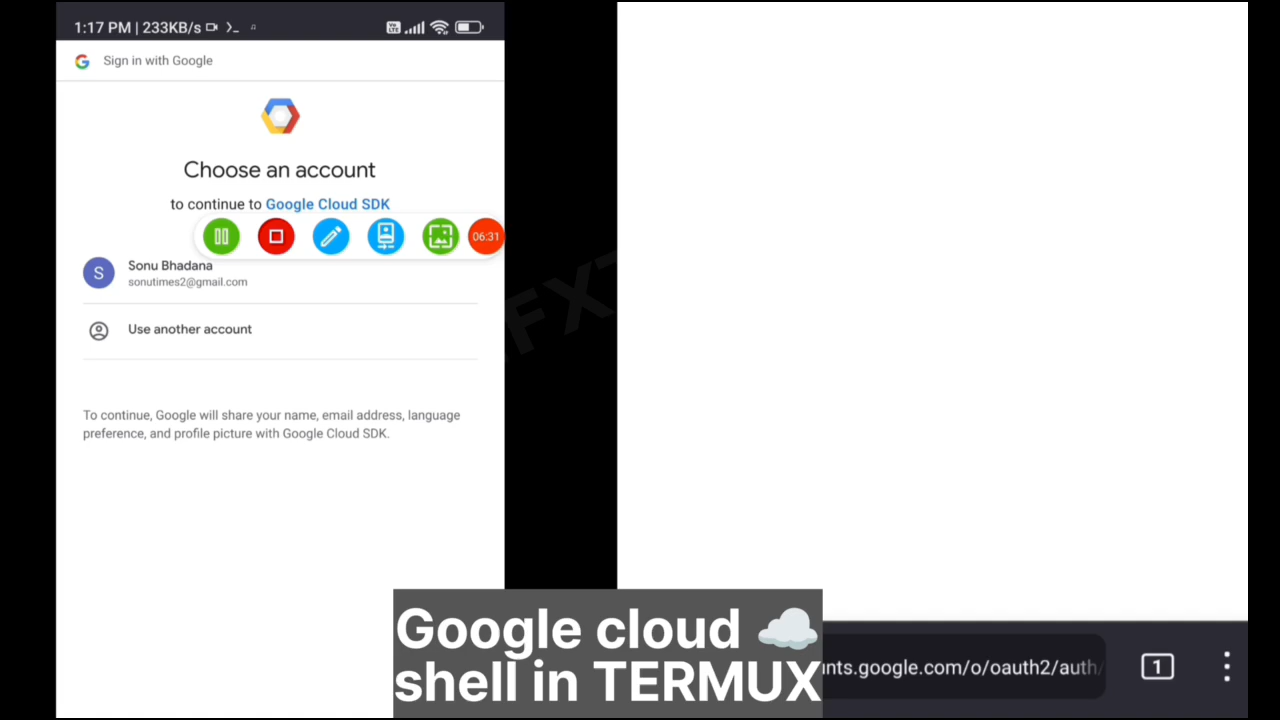 1:17 PM | 233KB/s
Sign in with Google
Choose an account
to continue to Google Cloud SDK
06:31
S
Sonu Bhadana
sonutimes2@gmail.com
Use another account
To continue, Google will share your name, email address, language
preference, and profile picture with Google Cloud SDK.
Google cloud ☁️
shell in TERMUX
nts.google.com/o/oauth2/auth/
1